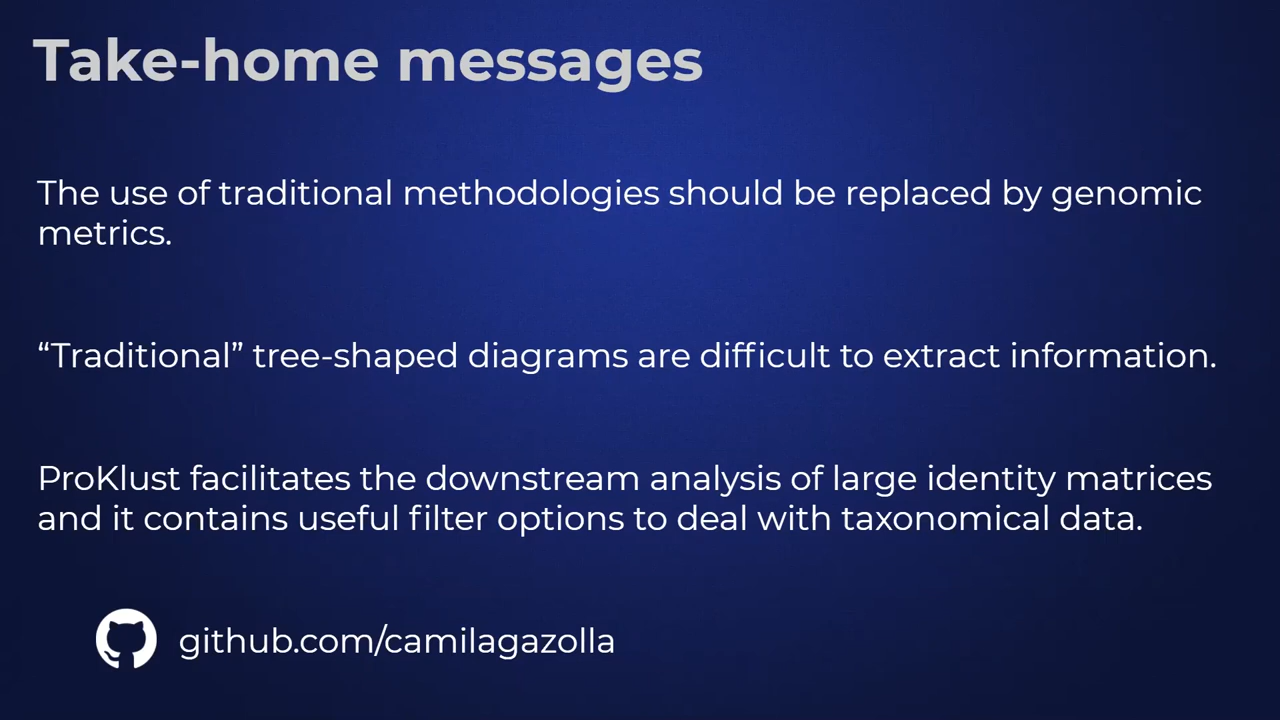 Take-home messages
The use of traditional methodologies should be replaced by genomic
metrics.
“Traditional” tree-shaped diagrams are difficult to extract information.
ProKlust facilitates the downstream analysis of large identity matrices
and it contains useful filter options to deal with taxonomical data.
github.com/camilagazolla